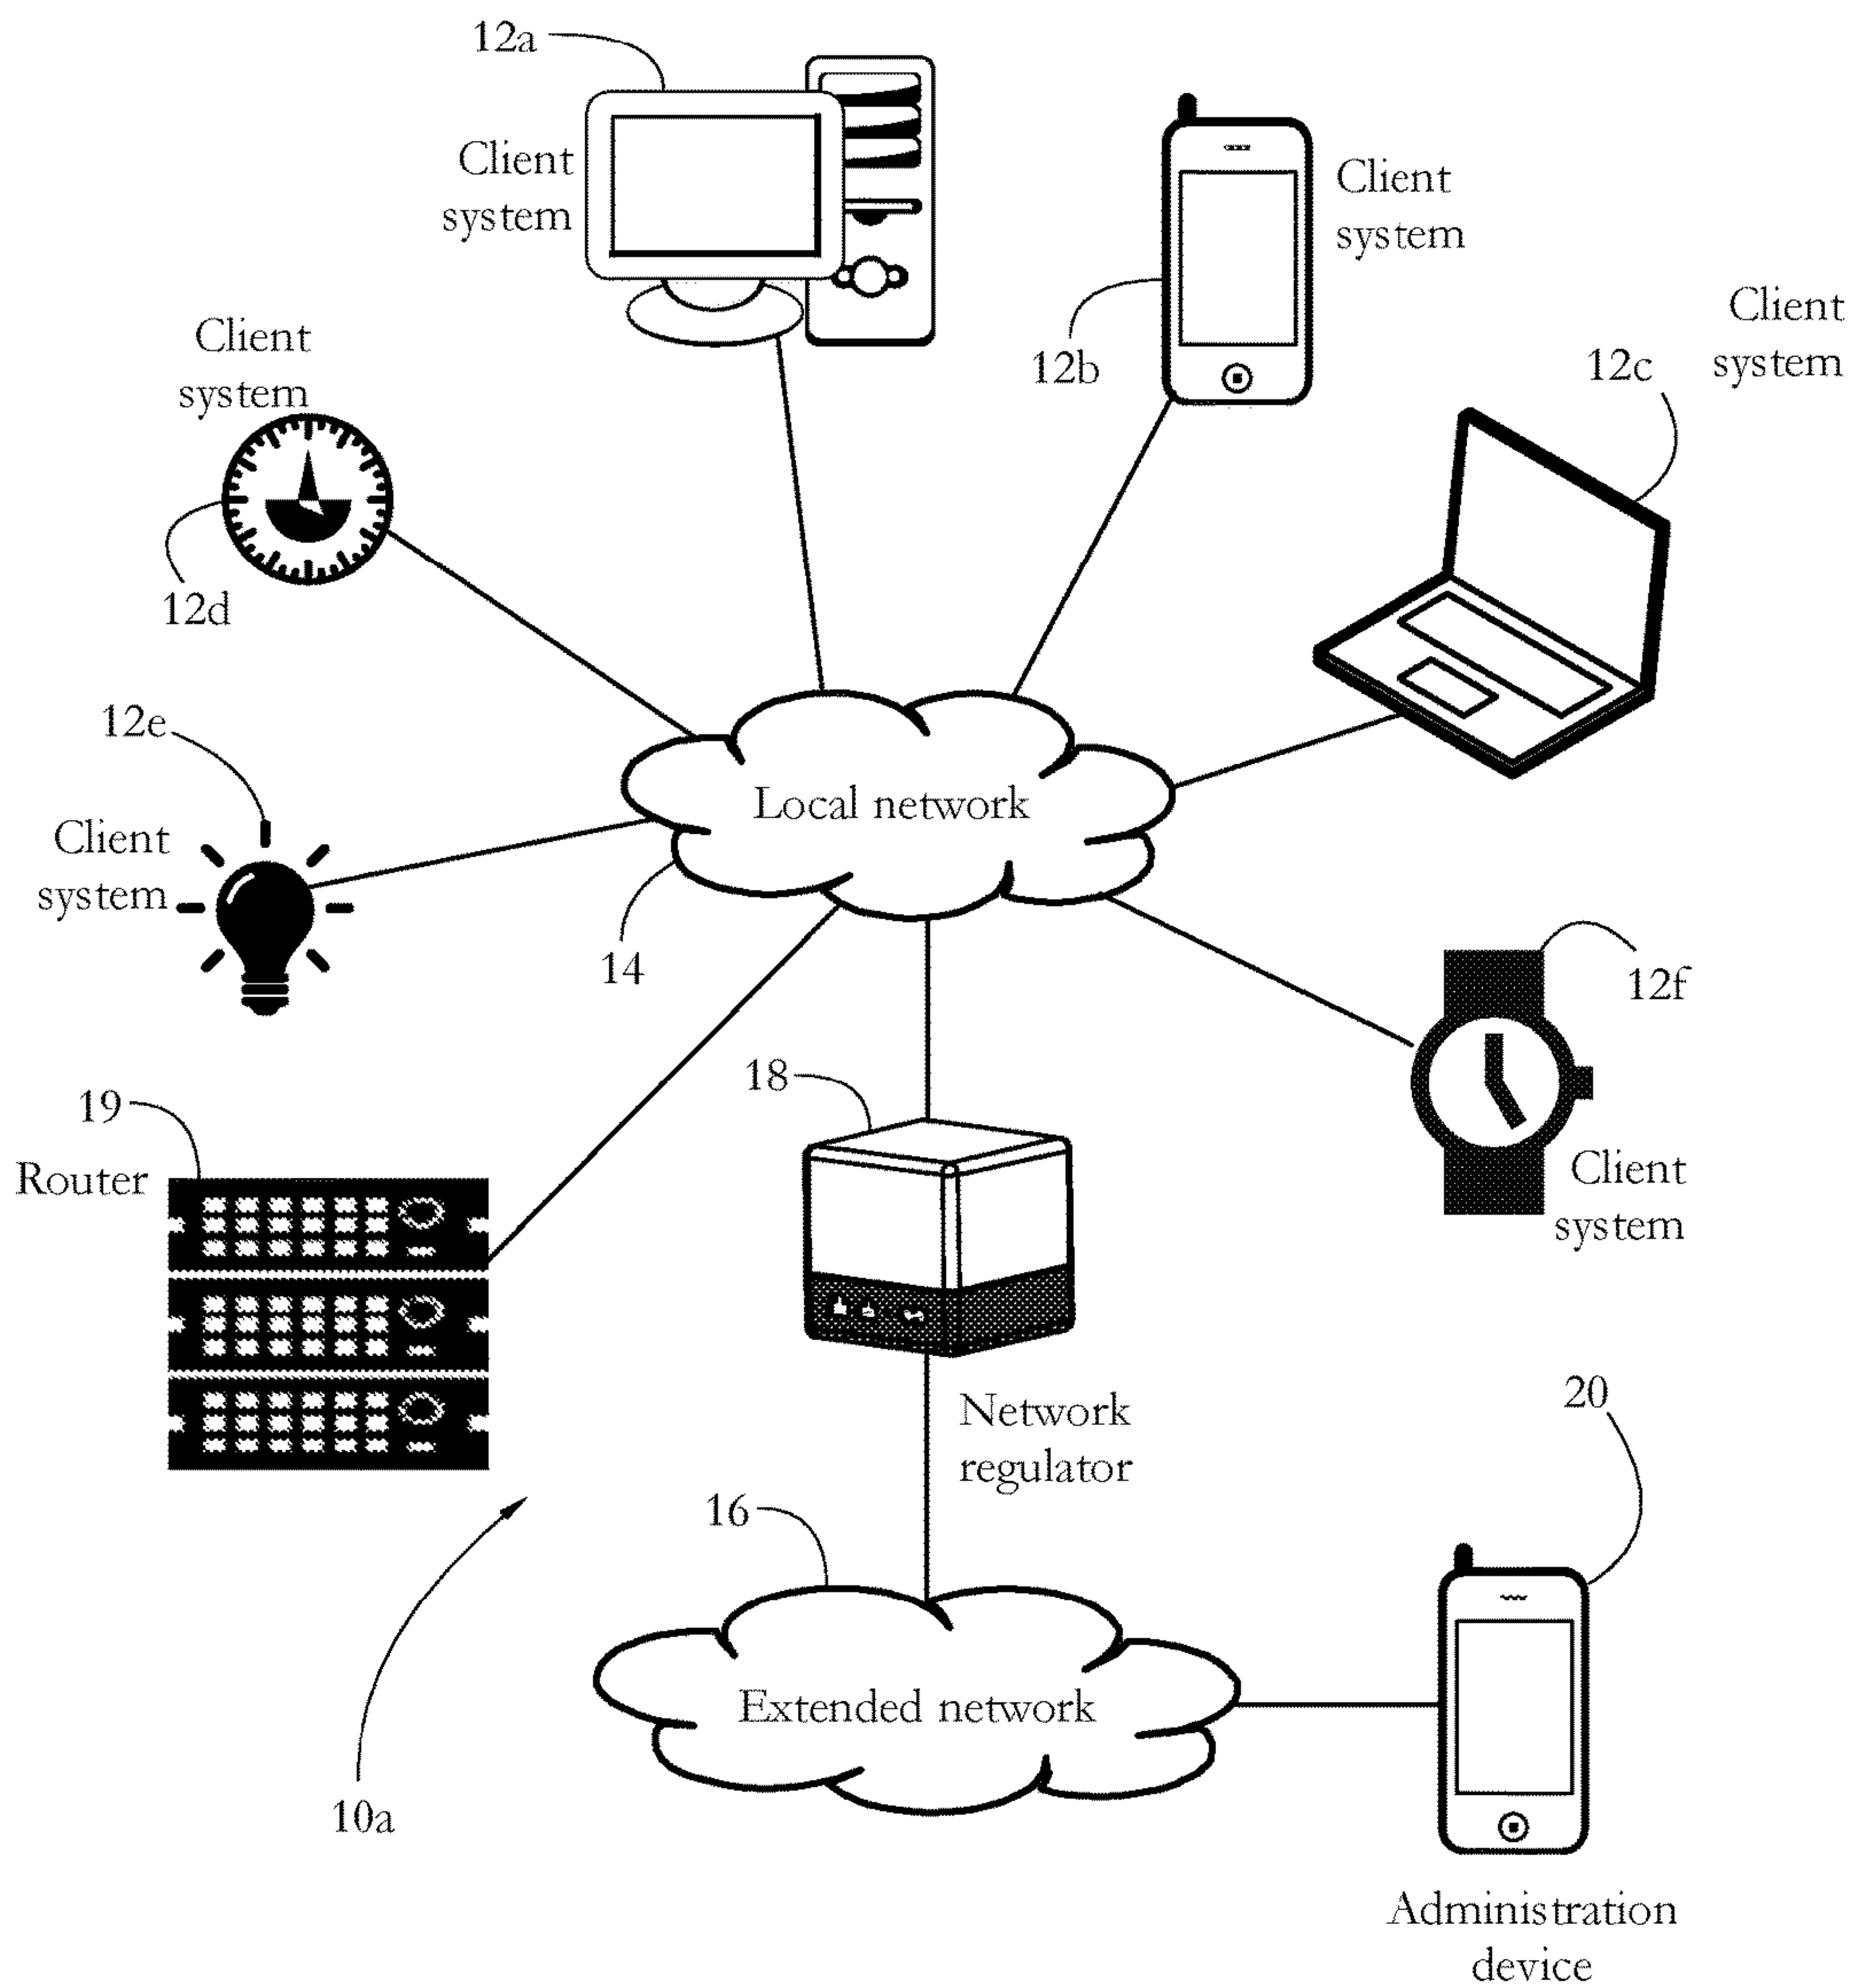 12a
Client
system
Client
system
12b
Client
system
12c
Client
system
12d
12e
Client
system
Local network
14
12f
Client
system
18
19
Router
Network
regulator
20
16
Extended network
10a
Administration
device